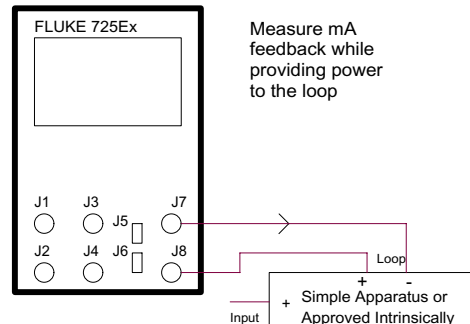 FLUKE 725Ex
Measure mA
feedback while
providing power
to the loop
J1
J3
J5
J7
J2
J4
J6
J8
Loop
+
-
Input
+
Simple Apparatus or
Approved Intrinsically